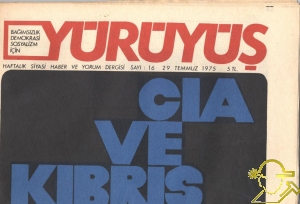 BAĞIMSIZLIK
DEMOKRASİ
SOSYALİZM
İÇİN
YÜRÜYÜŞ
HAFTALIK SİYASİ HABER VE YORUM DERGİSİ SAYI: 16 29 TEMMUZ 1975 5 TL.
CIA
VE
KIBRIS